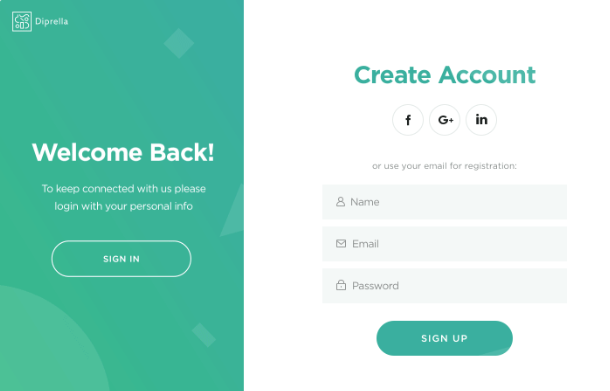 Diprella
Welcome Back!
To keep connected with us please
login with your personal info
SIGN IN
Create Account
f
G+
in
or use your email for registration:
Name
Email
Password
SIGN UP